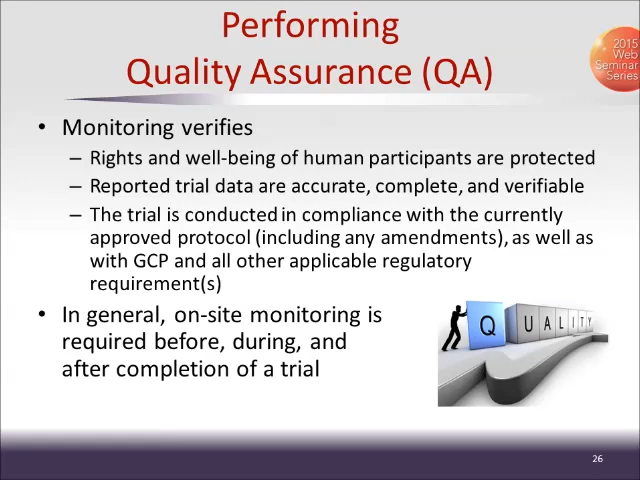 Performing
Quality Assurance (QA)
2015
Web
Seminar
Series
• Monitoring verifies
– Rights and well-being of human participants are protected
– Reported trial data are accurate, complete, and verifiable
– The trial is conducted in compliance with the currently
approved protocol (including any amendments), as well as
with GCP and all other applicable regulatory
requirement(s)
• In general, on-site monitoring is
required before, during, and
after completion of a trial
QUALITY
26